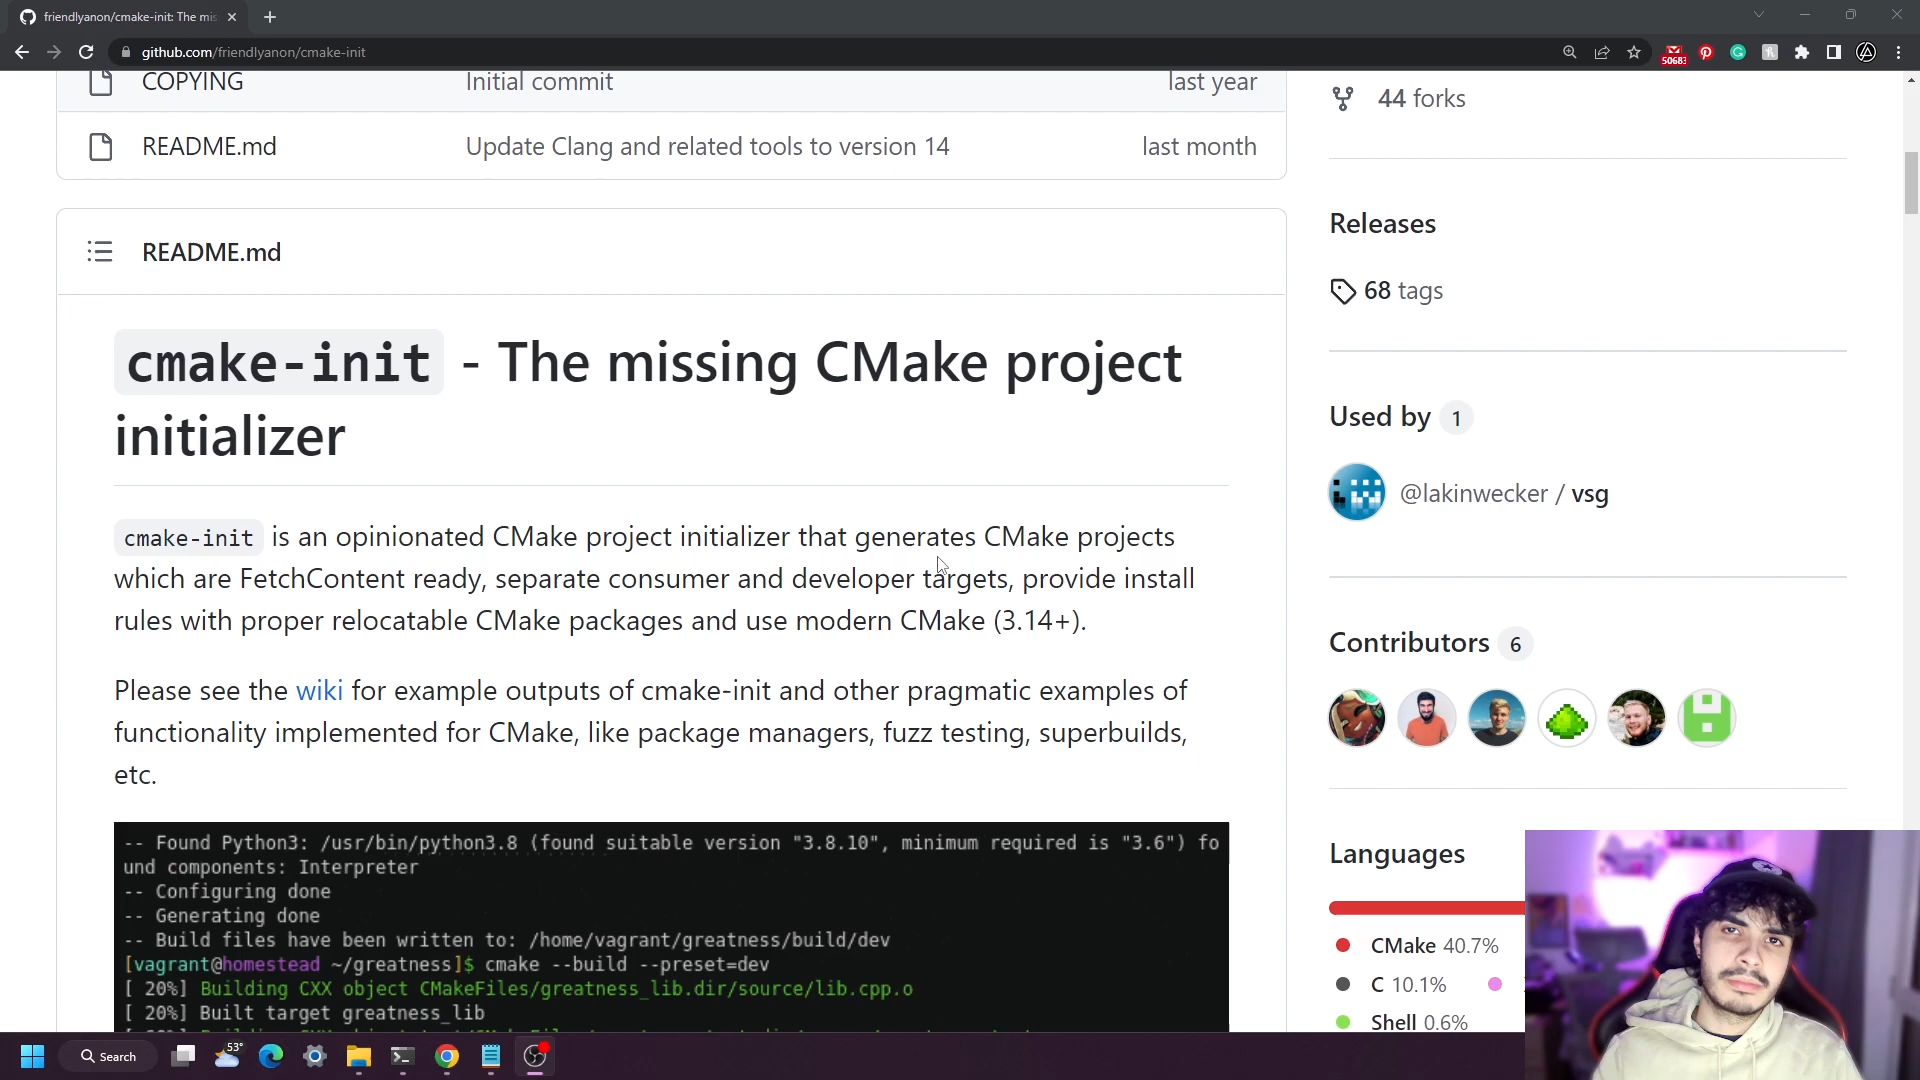 friendlyanon/cmake-init: The mis
github.com/friendlyanon/cmake-init
50683
COPYING Initial commit last year
README.md Update Clang and related tools to version 14 last month
README.md
cmake-init - The missing CMake project
initializer
cmake-init is an opinionated CMake project initializer that generates CMake projects
which are FetchContent ready, separate consumer and developer targets, provide install
rules with proper relocatable CMake packages and use modern CMake (3.14+).
Please see the wiki for example outputs of cmake-init and other pragmatic examples of
functionality implemented for CMake, like package managers, fuzz testing, superbuilds,
etc.
-- Found Python3: /usr/bin/python3.8 (found suitable version "3.8.10", minimum required is "3.6") fo
und components: Interpreter
-- Configuring done
-- Generating done
-- Build files have been written to: /home/vagrant/greatness/build/dev
[vagrant@homestead ~/greatness]$ cmake --build --preset=dev
[ 20%] Building CXX object CMakeFiles/greatness_lib.dir/source/lib.cpp.o
[ 20%] Built target greatness_lib
44 forks
Releases
68 tags
Used by 1
@lakinwecker / vsg
Contributors 6
Languages
CMake 40.7%
C 10.1%
Shell 0.6%
Search
53°